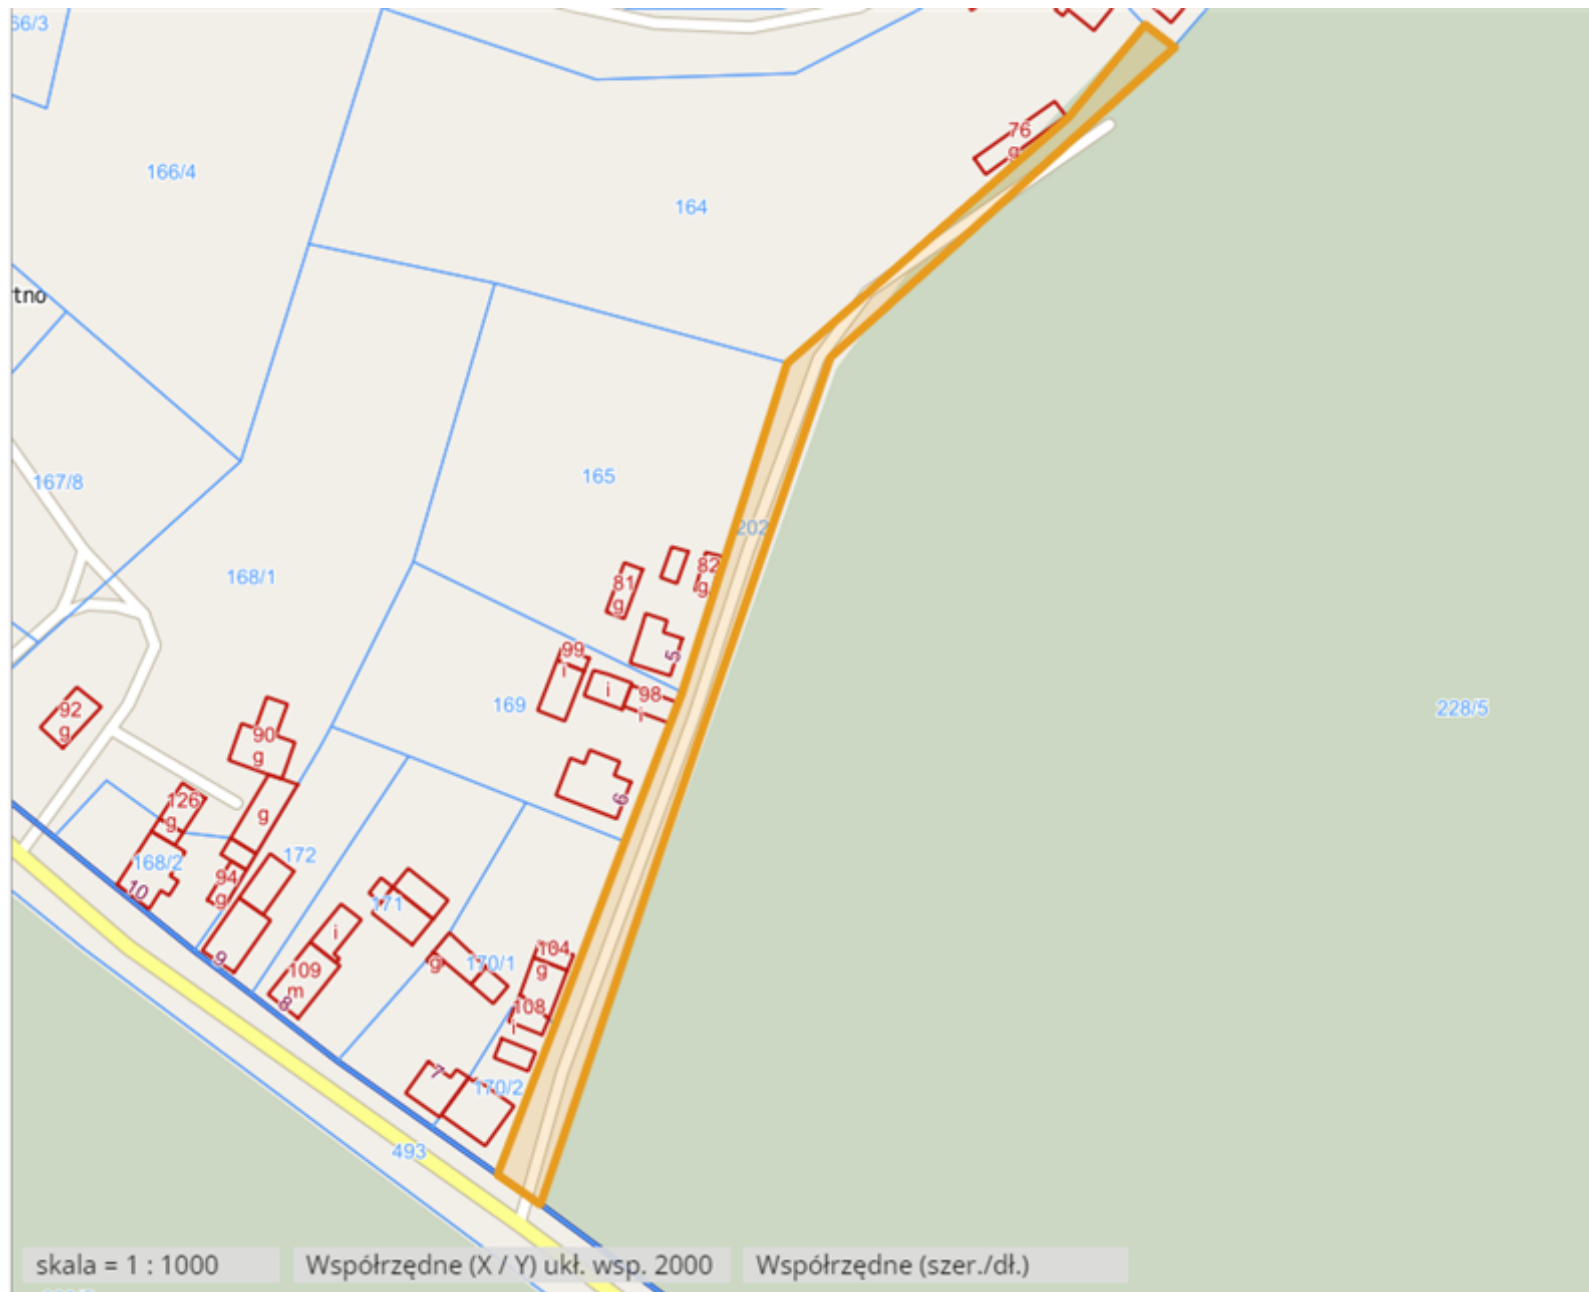 66/3
166/4
76
g
164
tno
167/8
165
202
168/1
81
g
82
g
5
99
i
i
98
i
169
92
g
90
g
228/5
6
126
g
g
168/2
10
172
94
g
9
171
i
109
m
8
g
170/1
104
g
108
i
7
170/2
493
skala = 1 : 1000
Współrzędne (X / Y) ukł. wsp. 2000
Współrzędne (szer./dł.)